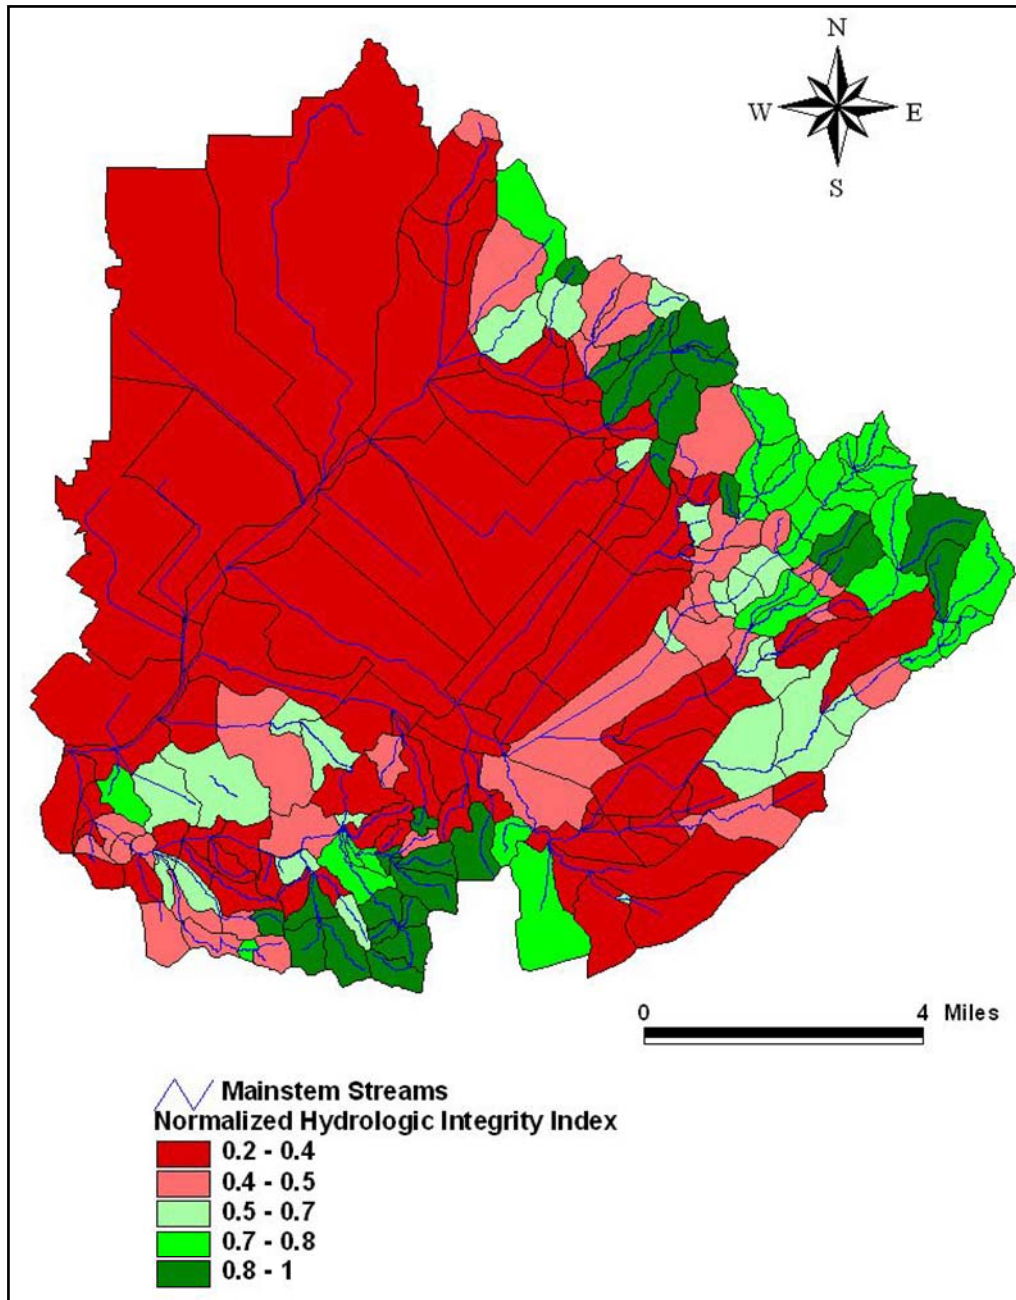 N
W E
S
0 4 Miles
Mainstem Streams
Normalized Hydrologic Integrity Index
0.2 - 0.4
0.4 - 0.5
0.5 - 0.7
0.7 - 0.8
0.8 - 1